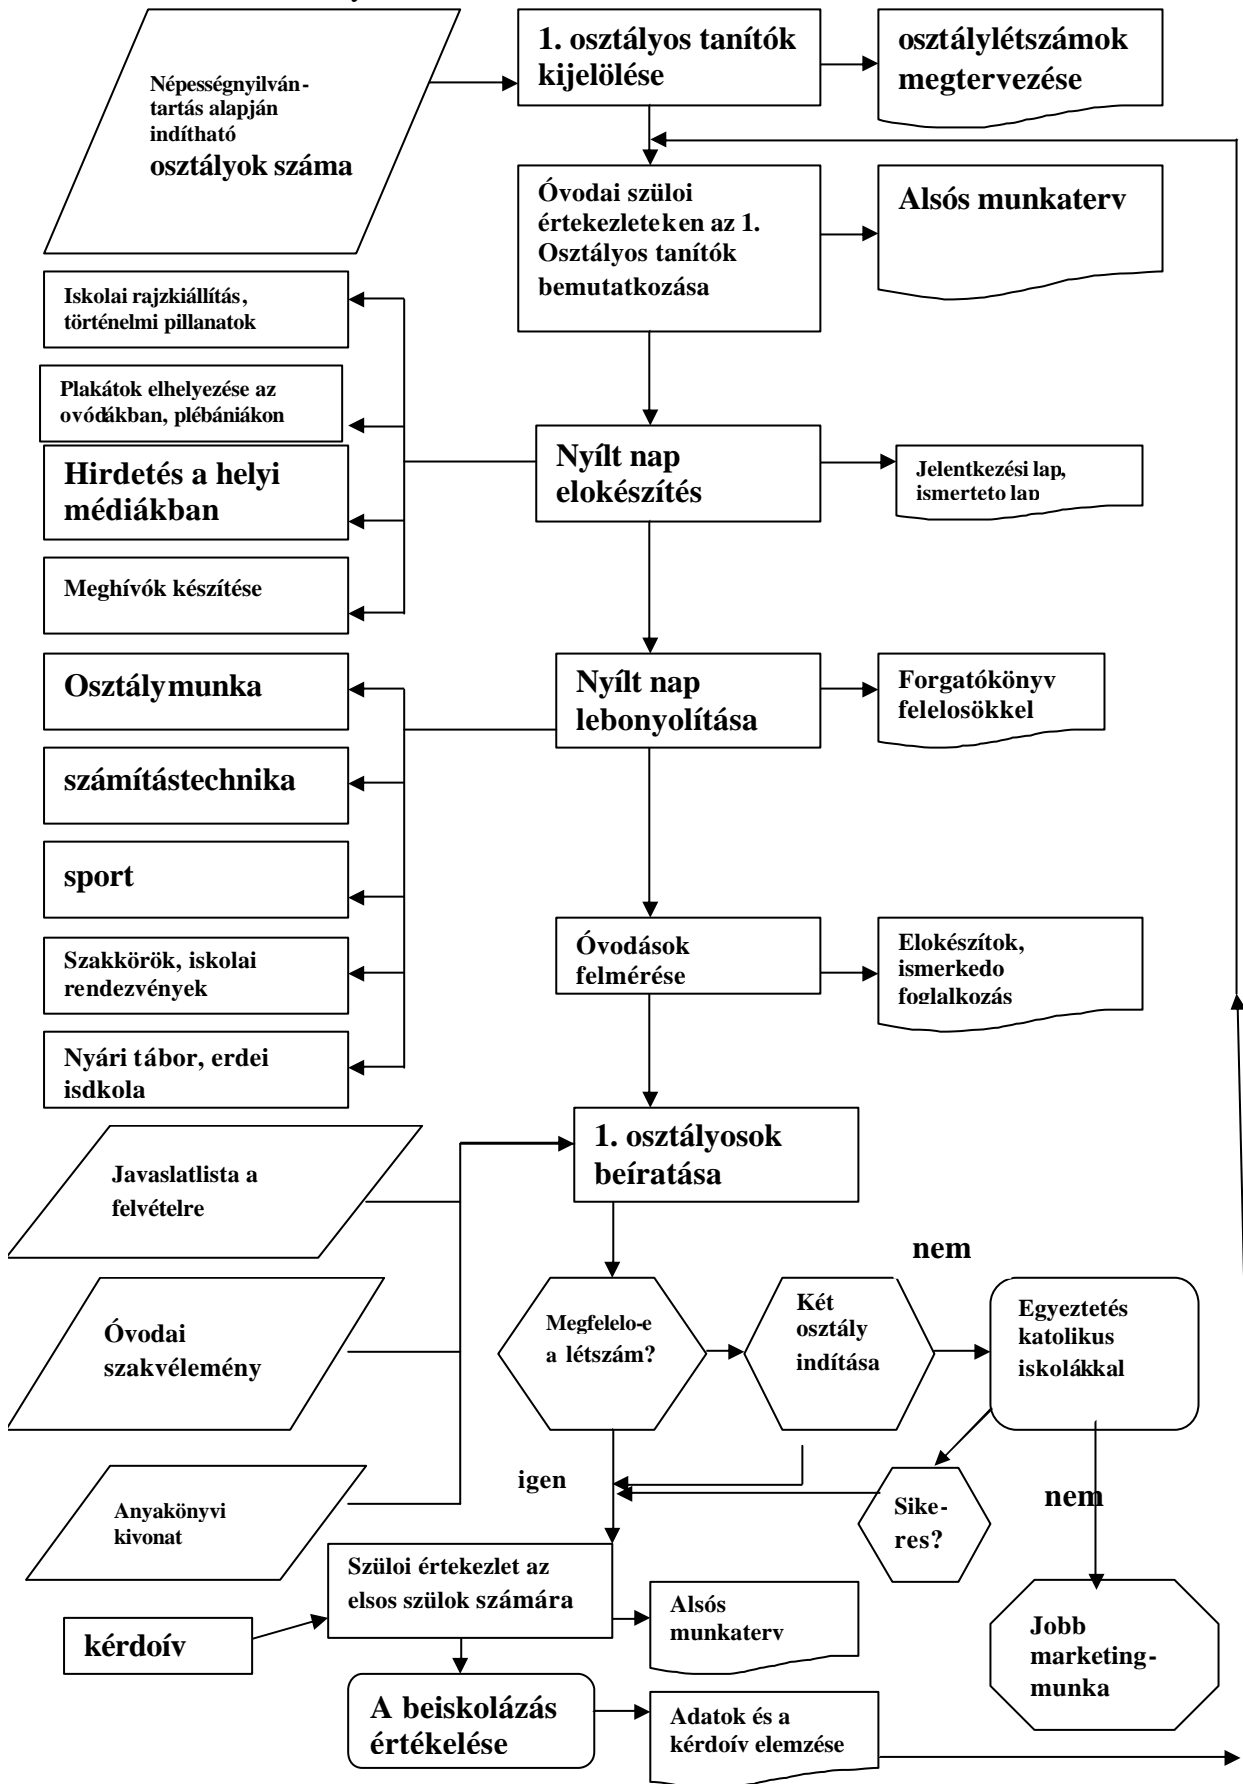 Népességnyilván-
tartás alapján
indítható
osztályok száma
1. osztályos tanítók
kijelölése
osztálylétszámok
megtervezése
Óvodai szüloi
értekezleteken az 1.
Osztályos tanítók
bemutatkozása
Alsós munkaterv
Iskolai rajzkiállítás,
történelmi pillanatok
Plakátok elhelyezése az
ovódákban, plébániákon
Hirdetés a helyi
médiákban
Meghívók készítése
Nyílt nap
elokészítés
Jelentkezési lap,
ismerteto lap
Osztálymunka
számítástechnika
sport
Szakkörök, iskolai
rendezvények
Nyári tábor, erdei
isdkola
Nyílt nap
lebonyolítása
Forgatókönyv
felelosökkel
Óvodások
felmérése
Elokészítok,
ismerkedo
foglalkozás
Javaslatlista a
felvételre
Óvodai
szakvélemény
Anyakönyvi
kivonat
1. osztályosok
beíratása
nem
Megfelelo-e
a létszám?
Két
osztály
indítása
Egyeztetés
katolikus
iskolákkal
igen
Sike-
res?
nem
Szüloi értekezlet az
elsos szülok számára
Alsós
munkaterv
Jobb
marketing-
munka
kérdoív
A beiskolázás
értékelése
Adatok és a
kérdoív elemzése